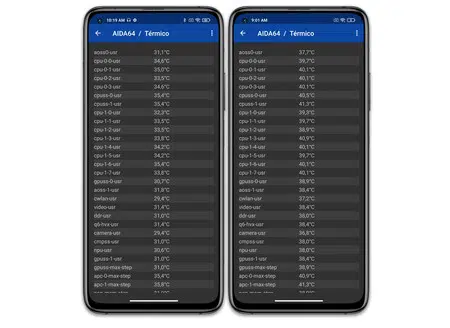 10:19 AM
AIDA64 / Térmico
aoss0-usr 31,1°C
cpu-0-0-usr 34,6°C
cpu-0-1-usr 35,0°C
cpu-0-2-usr 33,8°C
cpu-0-3-usr 34,6°C
cpuss-0-usr 33,5°C
cpuss-1-usr 35,4°C
cpu-1-0-usr 32,3°C
cpu-1-1-usr 33,5°C
cpu-1-2-usr 33,8°C
cpu-1-3-usr 33,5°C
cpu-1-4-usr 34,2°C
cpu-1-5-usr 34,2°C
cpu-1-6-usr 35,4°C
cpu-1-7-usr 33,8°C
gpuss-0-usr 30,7°C
aoss-1-usr 31,8°C
cwlan-usr 29,4°C
video-usr 31,4°C
ddr-usr 31,0°C
q6-hvx-usr 31,4°C
camera-usr 29,4°C
cmpss-usr 31,0°C
npu-usr 30,6°C
gpuss-1-usr 31,0°C
gpuss-max-step 31,0°C
apc-0-max-step 35,4°C
apc-1-max-step 33,8°C
9:01 AM
AIDA64 / Térmico
aoss0-usr 37,7°C
cpu-0-0-usr 39,7°C
cpu-0-1-usr 40,1°C
cpu-0-2-usr 40,1°C
cpu-0-3-usr 40,1°C
cpuss-0-usr 40,5°C
cpuss-1-usr 41,3°C
cpu-1-0-usr 39,3°C
cpu-1-1-usr 39,7°C
cpu-1-2-usr 38,9°C
cpu-1-3-usr 40,9°C
cpu-1-4-usr 40,1°C
cpu-1-5-usr 40,1°C
cpu-1-6-usr 40,9°C
cpu-1-7-usr 40,1°C
gpuss-0-usr 38,9°C
aoss-1-usr 38,1°C
cwlan-usr 37,2°C
video-usr 38,4°C
ddr-usr 38,8°C
q6-hvx-usr 38,4°C
camera-usr 36,8°C
cmpss-usr 38,0°C
npu-usr 38,4°C
gpuss-1-usr 38,8°C
gpuss-max-step 38,4°C
apc-0-max-step 40,9°C
apc-1-max-step 41,3°C